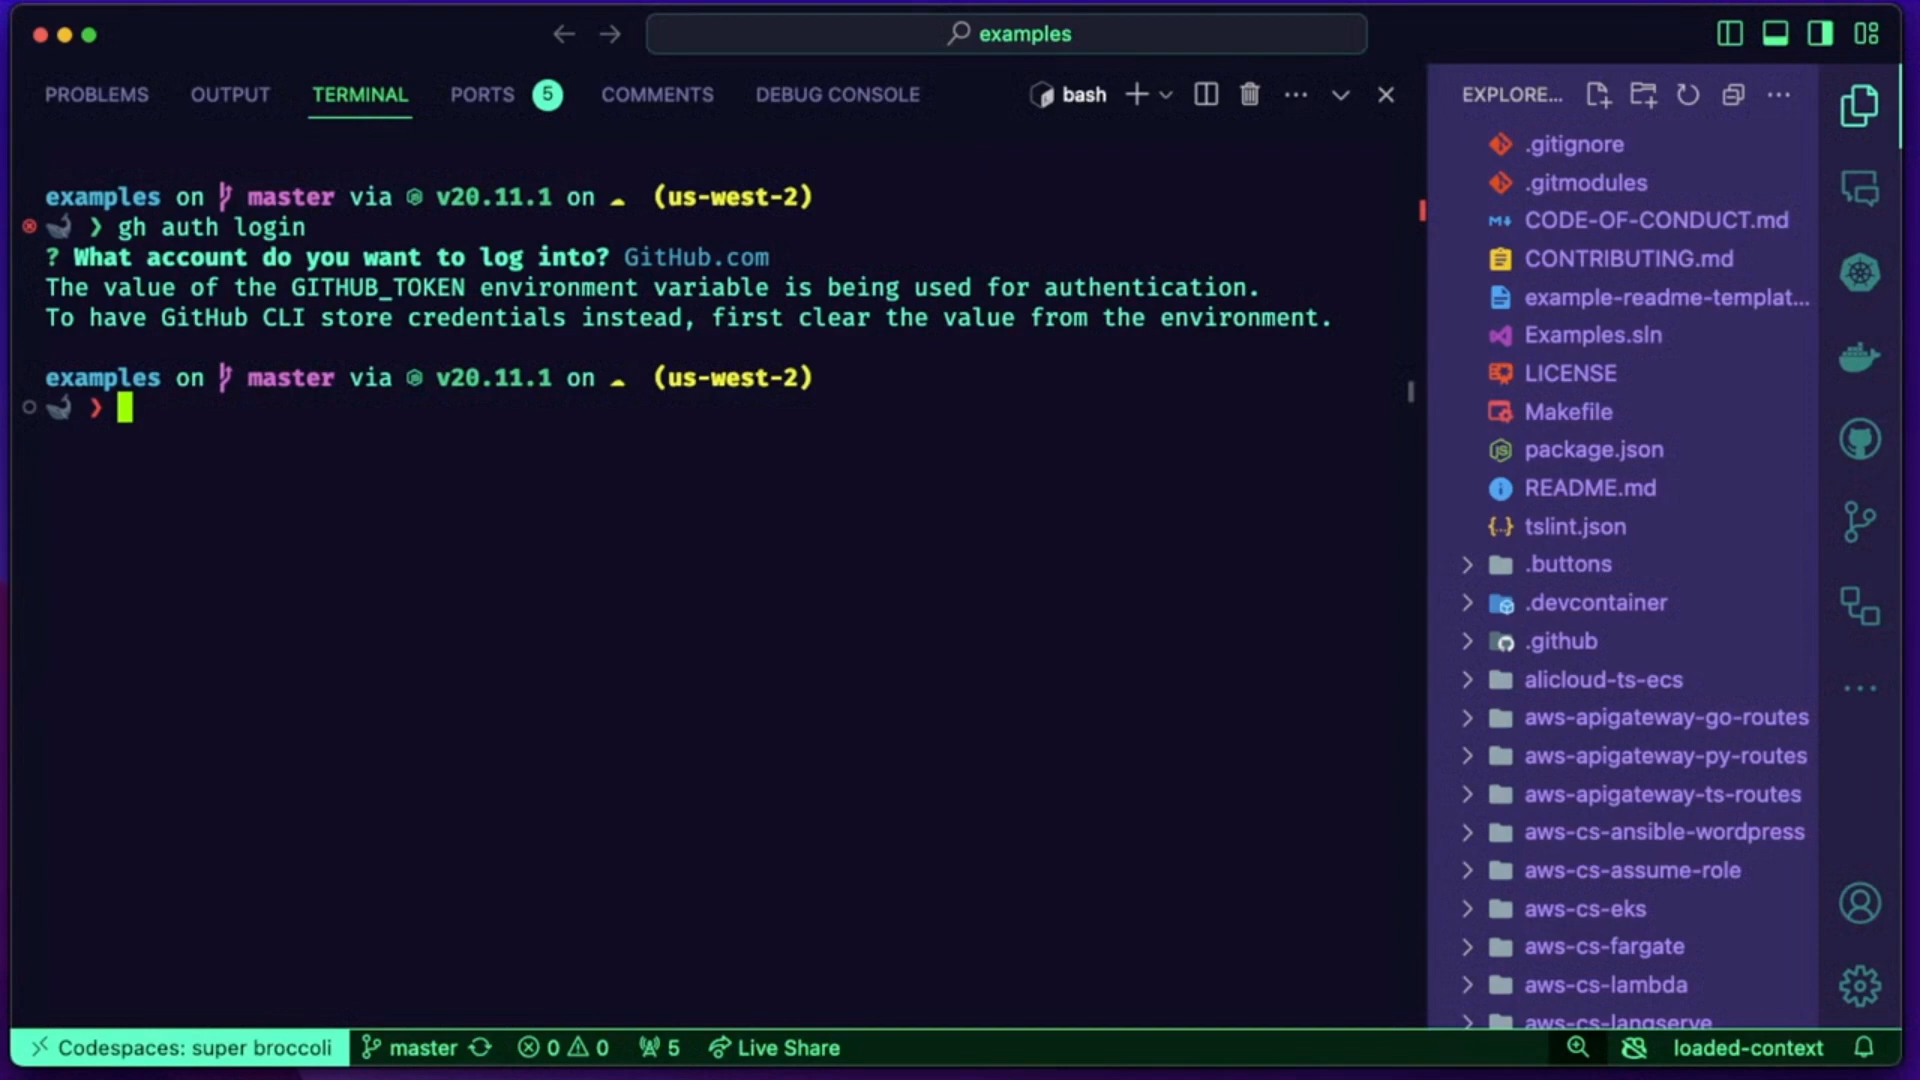 examples
PROBLEMS OUTPUT TERMINAL PORTS 5 COMMENTS DEBUG CONSOLE bash
examples on master via v20.11.1 on (us-west-2)
❯ gh auth login
? What account do you want to log into? GitHub.com
The value of the GITHUB_TOKEN environment variable is being used for authentication.
To have GitHub CLI store credentials instead, first clear the value from the environment.
examples on master via v20.11.1 on (us-west-2)
❯
EXPLORE...
.gitignore
.gitmodules
CODE-OF-CONDUCT.md
CONTRIBUTING.md
example-readme-templat...
Examples.sln
LICENSE
Makefile
package.json
README.md
tslint.json
.buttons
.devcontainer
.github
alicloud-ts-ecs
aws-apigateway-go-routes
aws-apigateway-py-routes
aws-apigateway-ts-routes
aws-cs-ansible-wordpress
aws-cs-assume-role
aws-cs-eks
aws-cs-fargate
aws-cs-lambda
aws-cs-langserve
Codespaces: super broccoli master 0 0 5 Live Share loaded-context